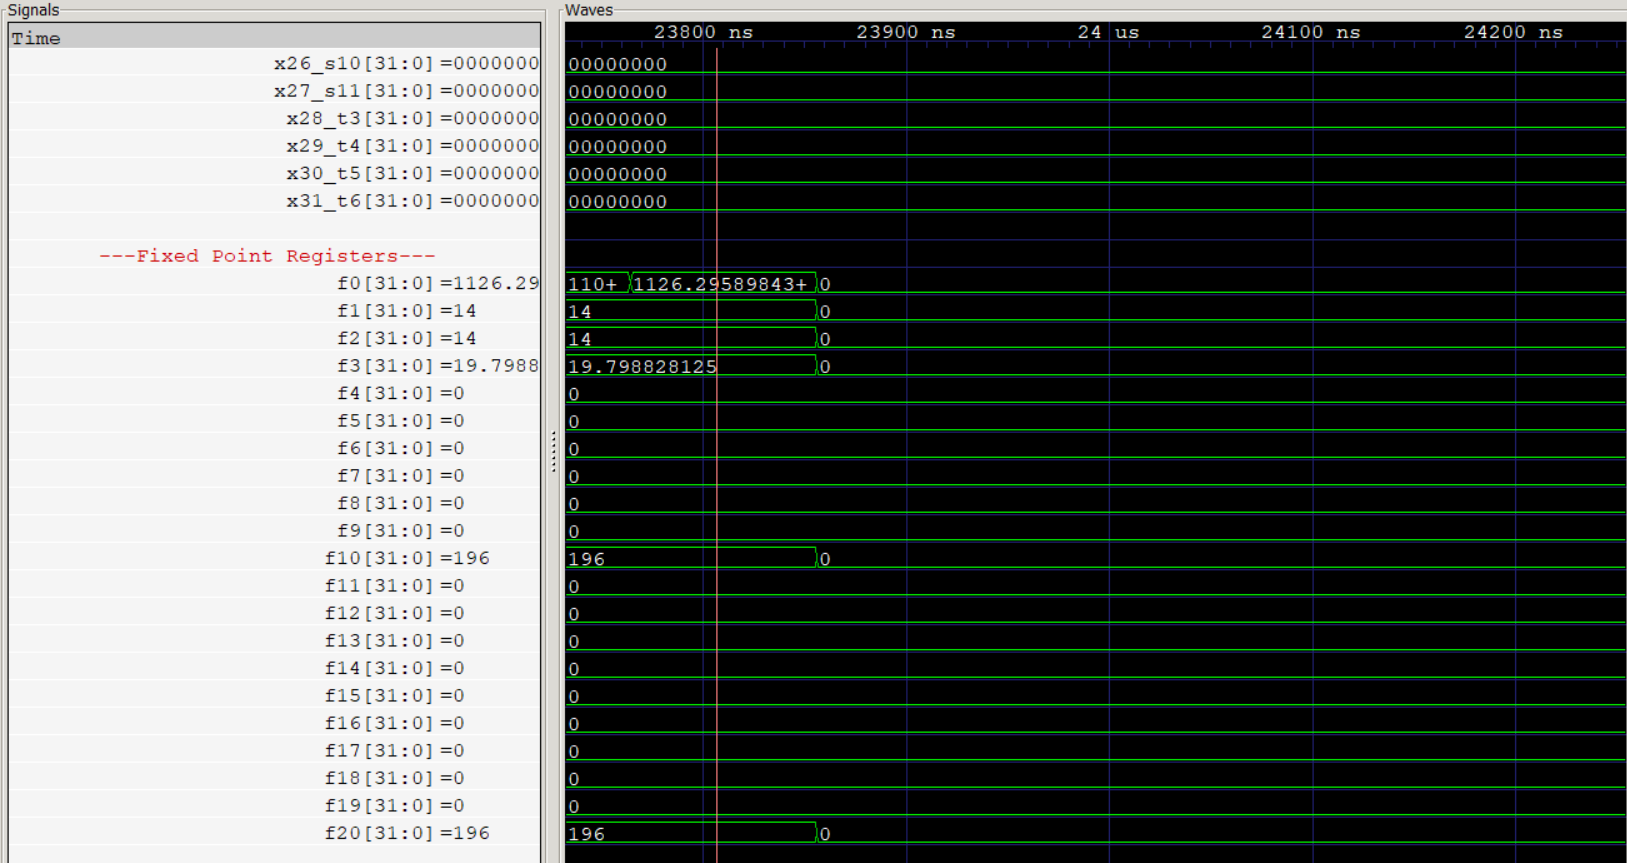 Signals Waves
Time 23800 ns 23900 ns 24 us 24100 ns 24200 ns
x26_s10[31:0]=0000000 00000000
x27_s11[31:0]=0000000 00000000
x28_t3[31:0]=0000000 00000000
x29_t4[31:0]=0000000 00000000
x30_t5[31:0]=0000000 00000000
x31_t6[31:0]=0000000 00000000
---Fixed Point Registers---
f0[31:0]=1126.29 110+ 1126.29589843+ 0
f1[31:0]=14 14 0
f2[31:0]=14 14 0
f3[31:0]=19.7988 19.798828125 0
f4[31:0]=0 0
f5[31:0]=0 0
f6[31:0]=0 0
f7[31:0]=0 0
f8[31:0]=0 0
f9[31:0]=0 0
f10[31:0]=196 196 0
f11[31:0]=0 0
f12[31:0]=0 0
f13[31:0]=0 0
f14[31:0]=0 0
f15[31:0]=0 0
f16[31:0]=0 0
f17[31:0]=0 0
f18[31:0]=0 0
f19[31:0]=0 0
f20[31:0]=196 196 0